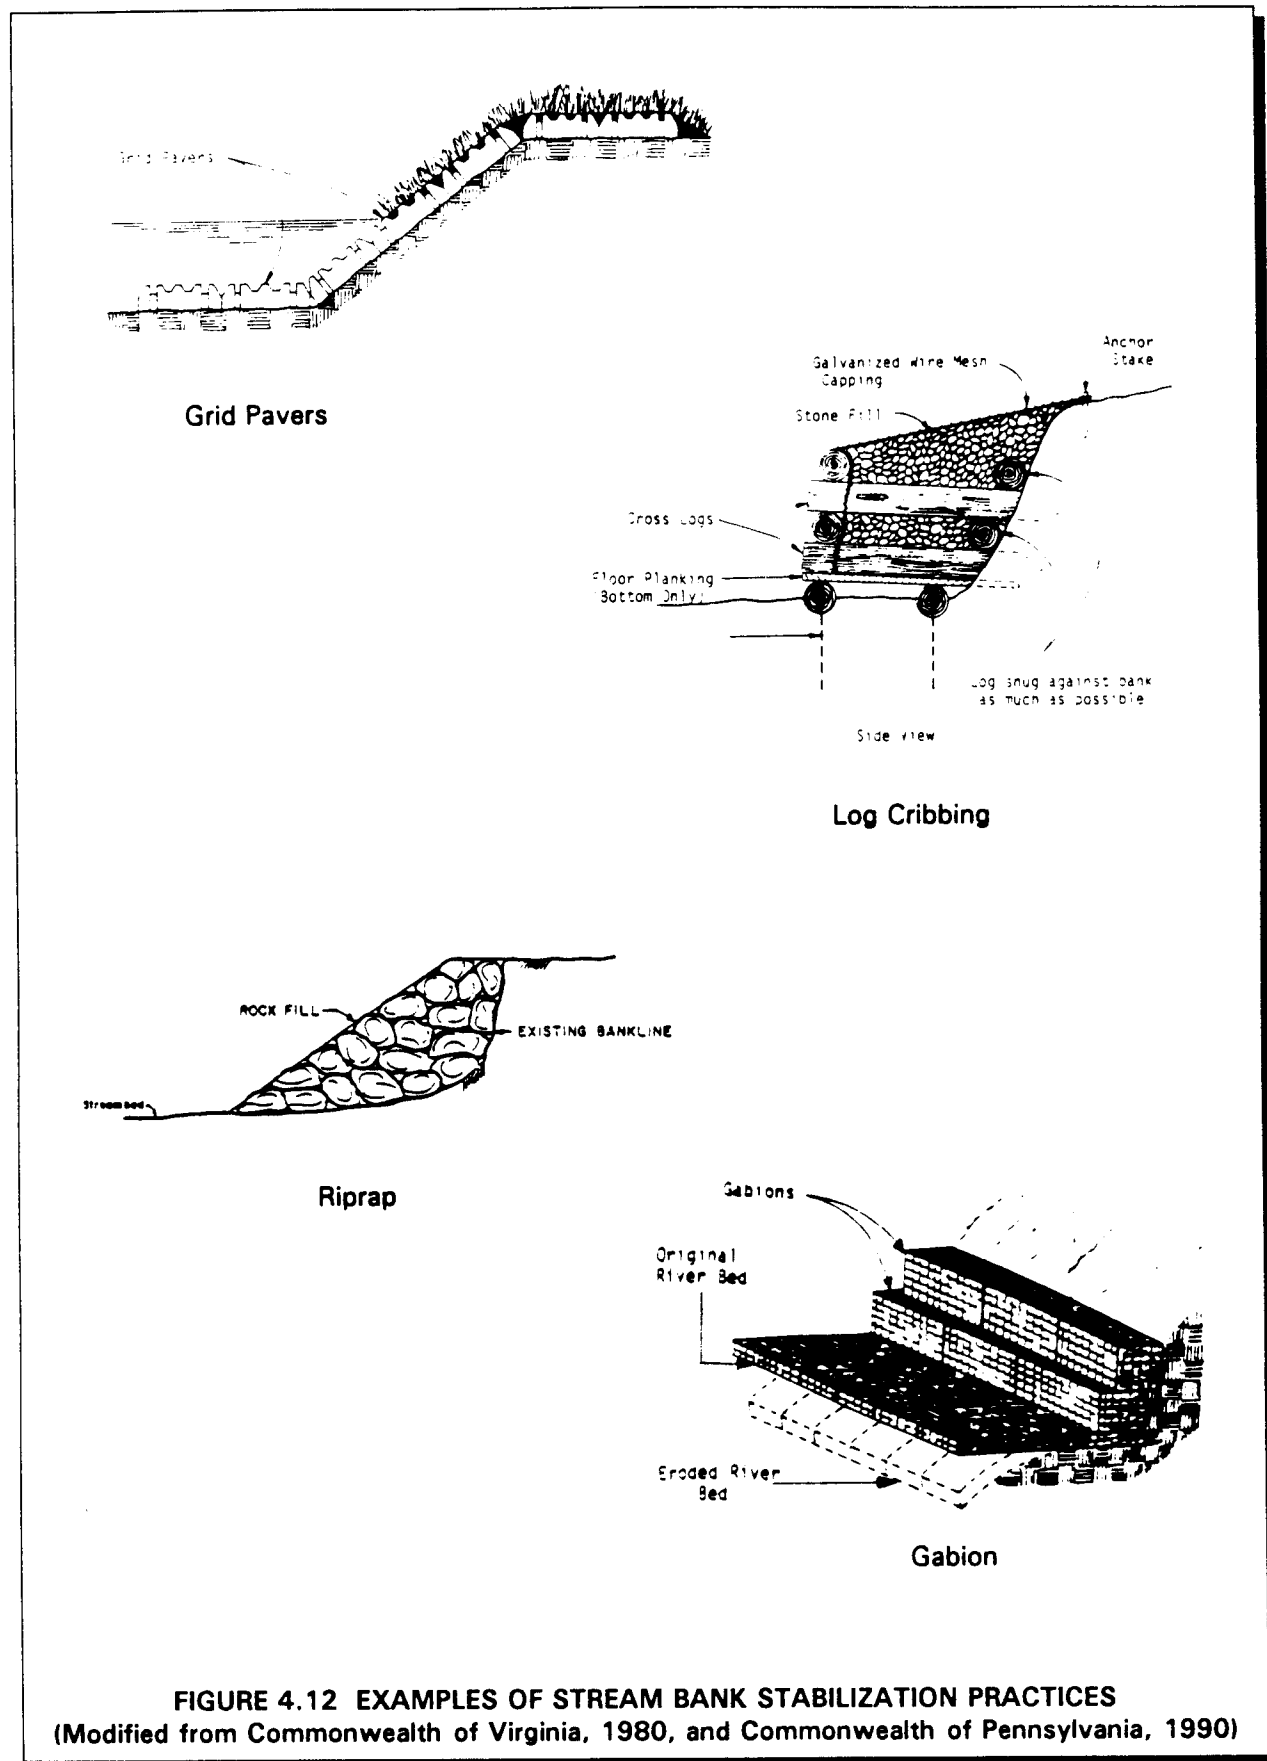 Grid Pavers
Grid Pavers
Anchor
Stake
Galvanized Wire Mesh
Capping
Stone Fill
Cross Logs
Floor Planking
(Bottom Only)
Log snug against bank
as much as possible
Side View
Log Cribbing
ROCK FILL
EXISTING BANKLINE
Streambed
Riprap
Gabions
Original
River Bed
Eroded River
Bed
Gabion
FIGURE 4.12 EXAMPLES OF STREAM BANK STABILIZATION PRACTICES
(Modified from Commonwealth of Virginia, 1980, and Commonwealth of Pennsylvania, 1990)